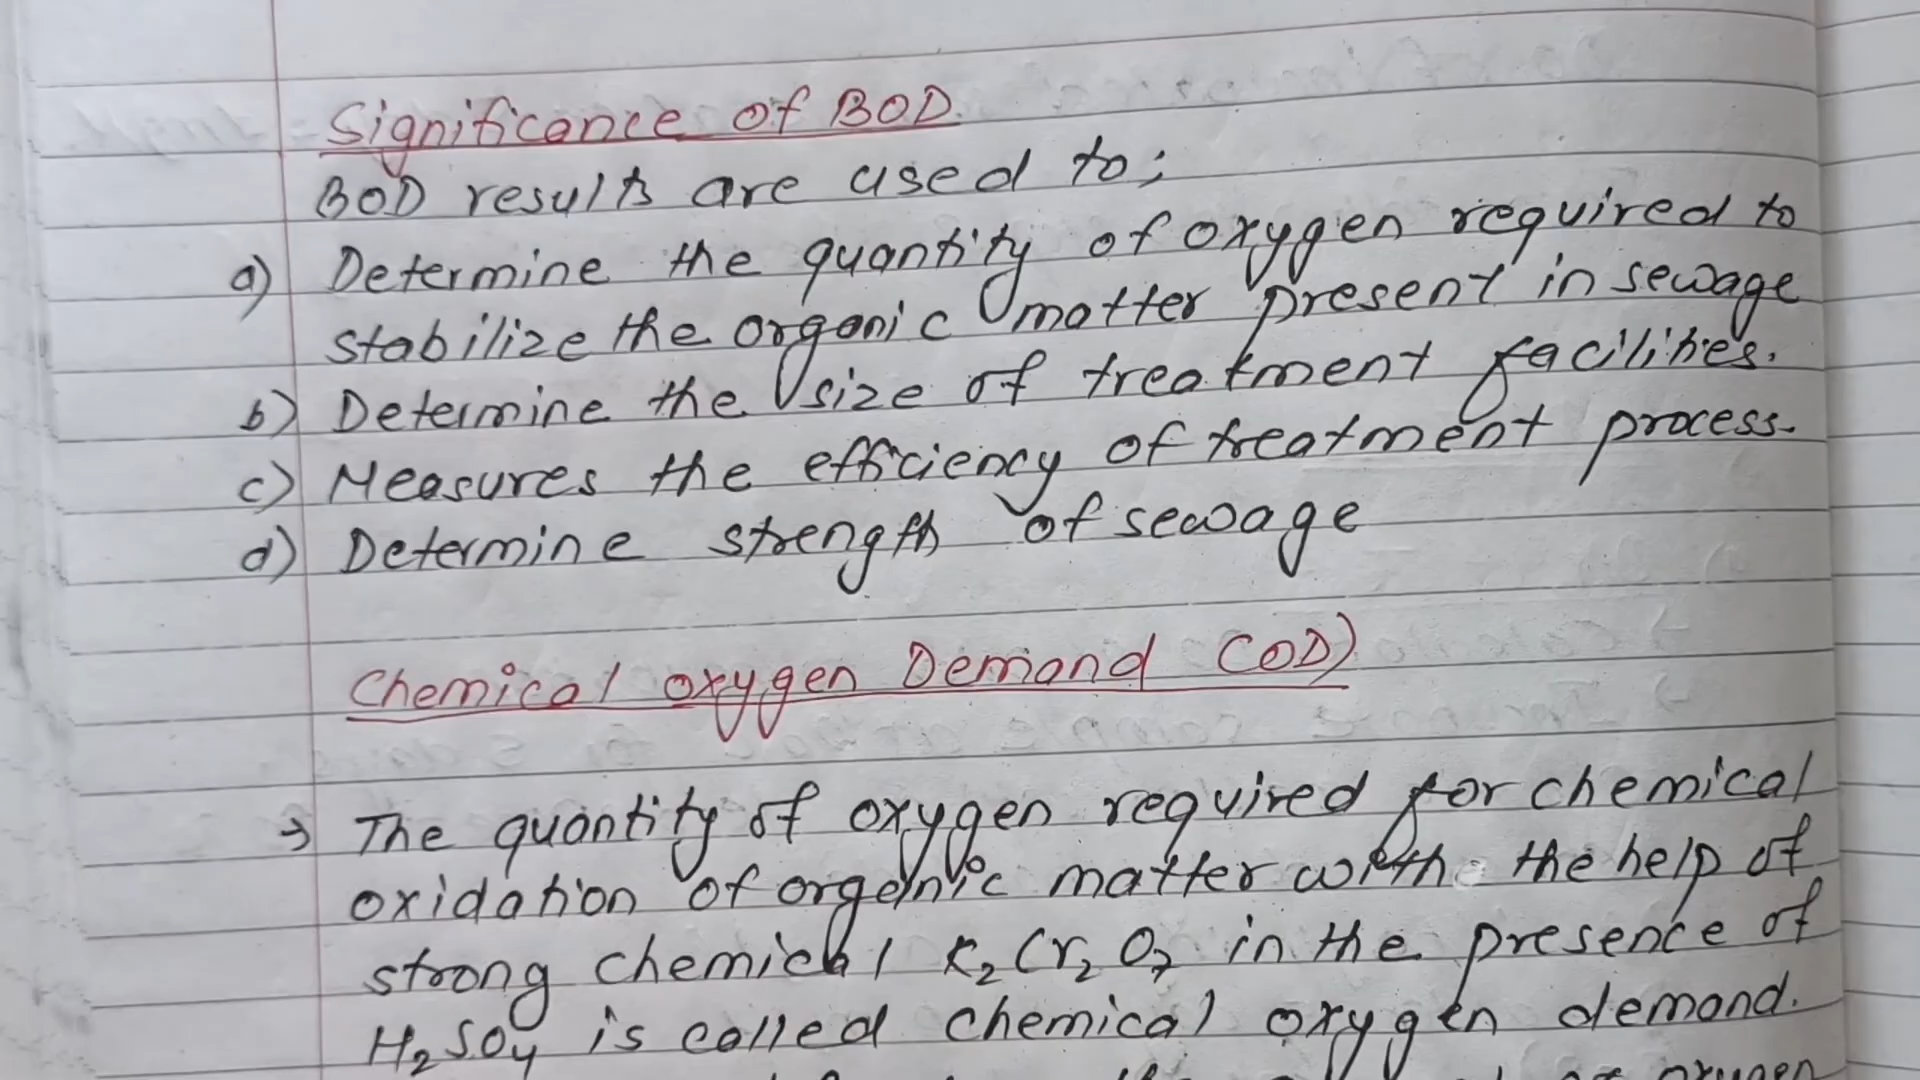 Significance of BOD.
BOD results are used to;
a) Determine the quantity of oxygen required to
stabilize the organic matter present in sewage
b) Determine the size of treatment facilities.
c) Measures the efficiency of treatment process.
d) Determine strength of sewage
Chemical oxygen Demand COD)
→ The quantity of oxygen required for chemical
oxidation of orgenic matter with the help of
strong chemical K₂Cr₂O₇ in the presence of
H₂SO₄ is called chemical oxygen demand.
oxygen